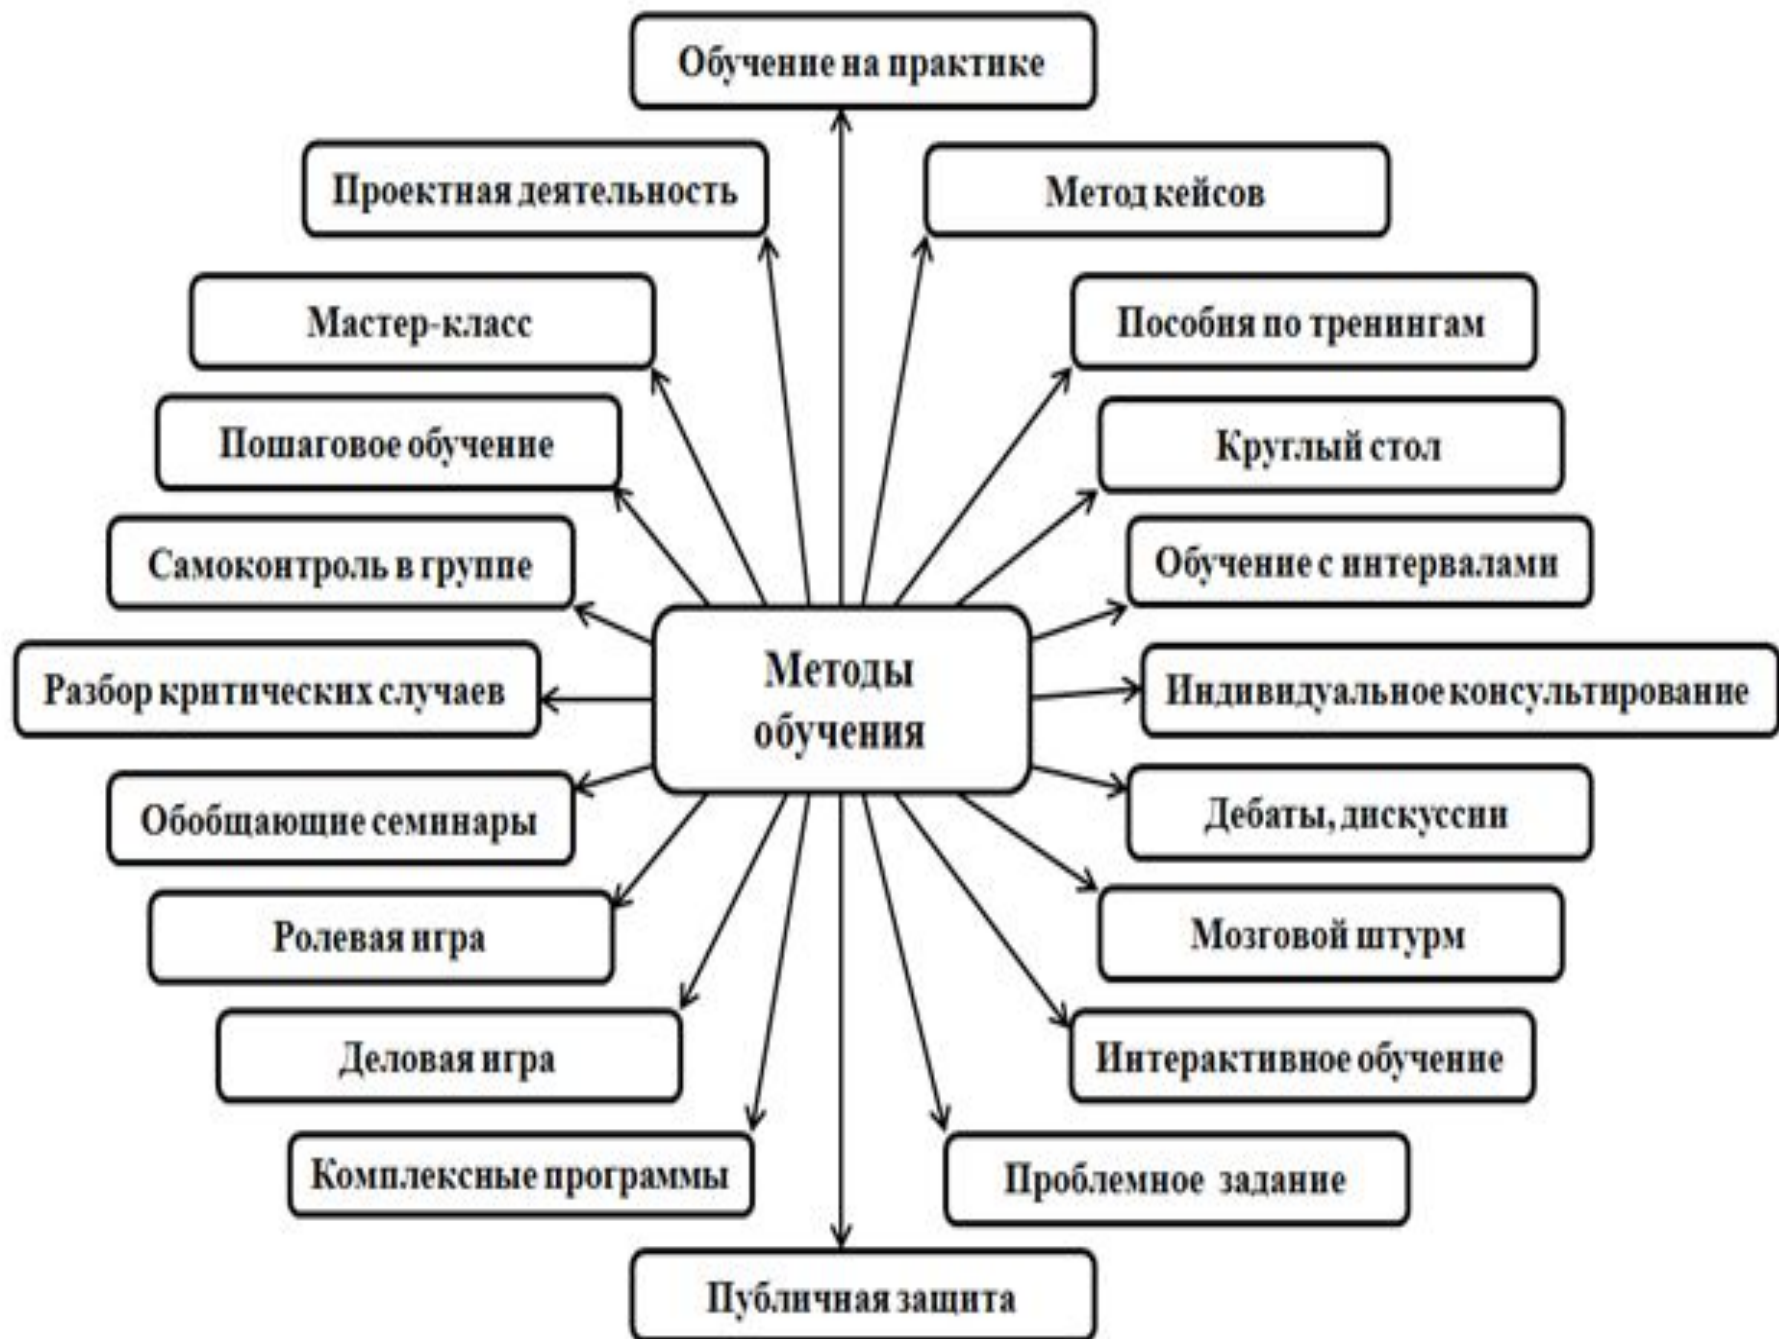 Обучение на практике
Проектная деятельность
Метод кейсов
Мастер-класс
Пособия по тренингам
Пошаговое обучение
Круглый стол
Самоконтроль в группе
Обучение с интервалами
Методы
обучения
Разбор критических случаев
Индивидуальное консультирование
Обобщающие семинары
Дебаты, дискуссии
Ролевая игра
Мозговой штурм
Деловая игра
Интерактивное обучение
Комплексные программы
Проблемное задание
Публичная защита